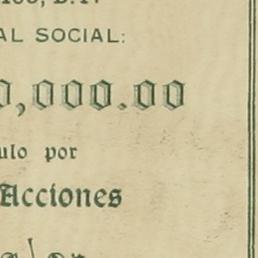 AL SOCIAL:
0,000.00
ulo por
Acciones